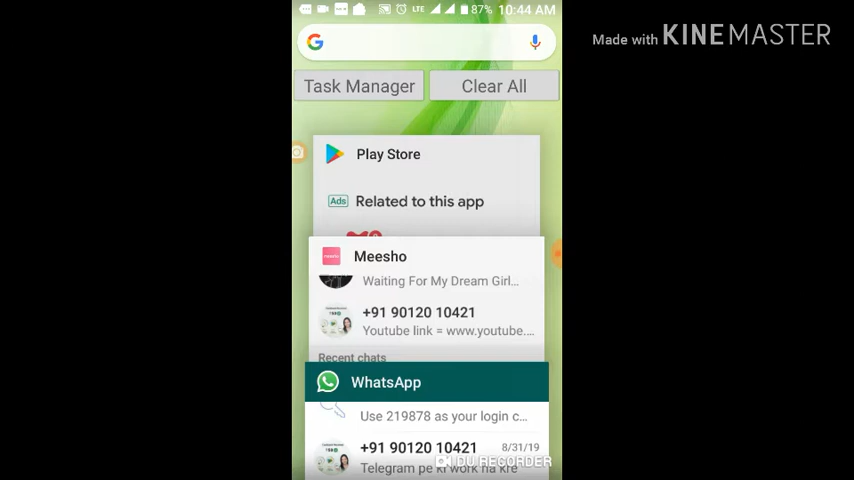 LTE 87% 10:44 AM
Made with KINEMASTER
Task Manager Clear All
Play Store
Ads Related to this app
Meesho
Waiting For My Dream Girl...
+91 90120 10421
Youtube link = www.youtube....
Recent chats
WhatsApp
Use 219878 as your login c...
+91 90120 10421 8/31/19
Telegram pe ki work na kre
DU RECORDER